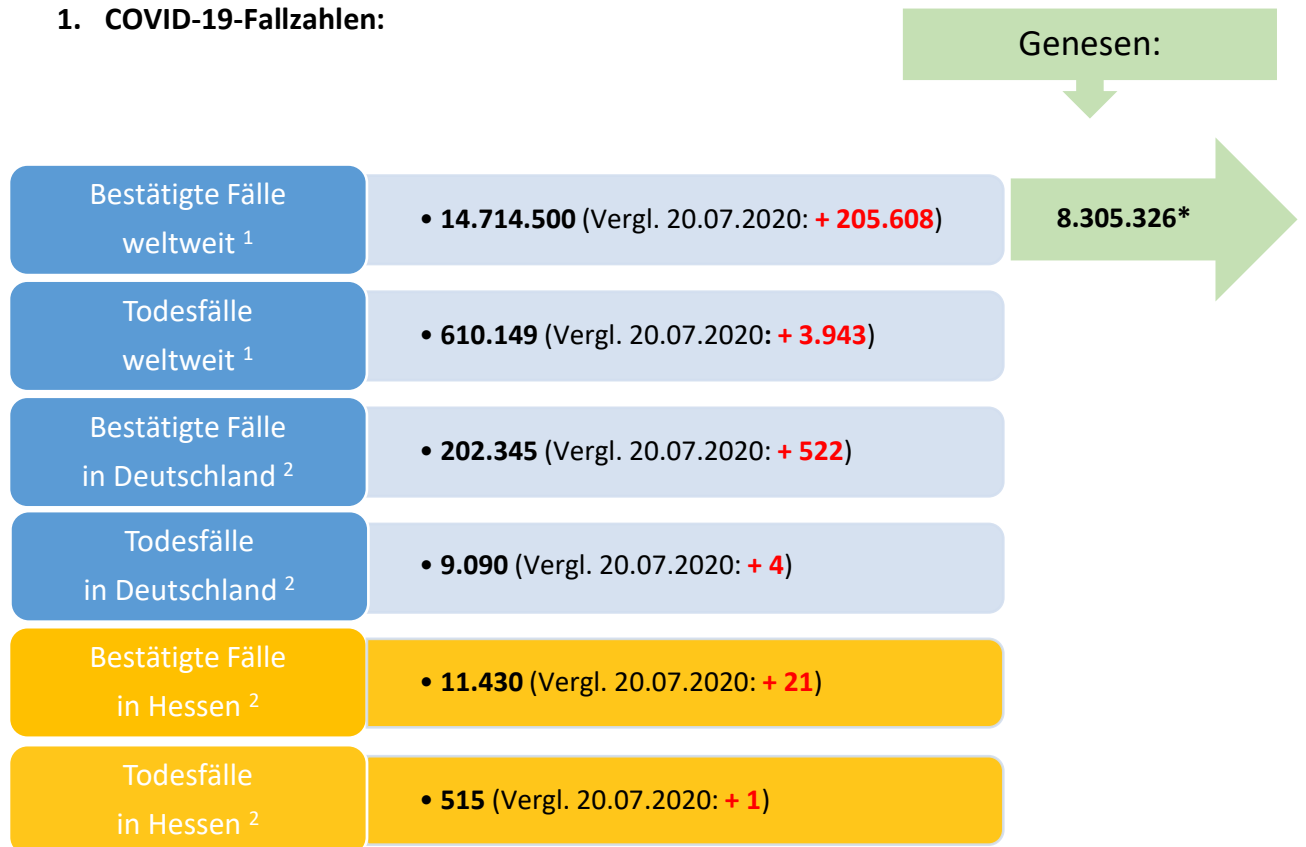 1. COVID-19-Fallzahlen:
Genesen:
Bestätigte Fälle
weltweit ¹
• 14.714.500 (Vergl. 20.07.2020: + 205.608)
8.305.326*
Todesfälle
weltweit ¹
• 610.149 (Vergl. 20.07.2020: + 3.943)
Bestätigte Fälle
in Deutschland ²
• 202.345 (Vergl. 20.07.2020: + 522)
Todesfälle
in Deutschland ²
• 9.090 (Vergl. 20.07.2020: + 4)
Bestätigte Fälle
in Hessen ²
• 11.430 (Vergl. 20.07.2020: + 21)
Todesfälle
in Hessen ²
• 515 (Vergl. 20.07.2020: + 1)